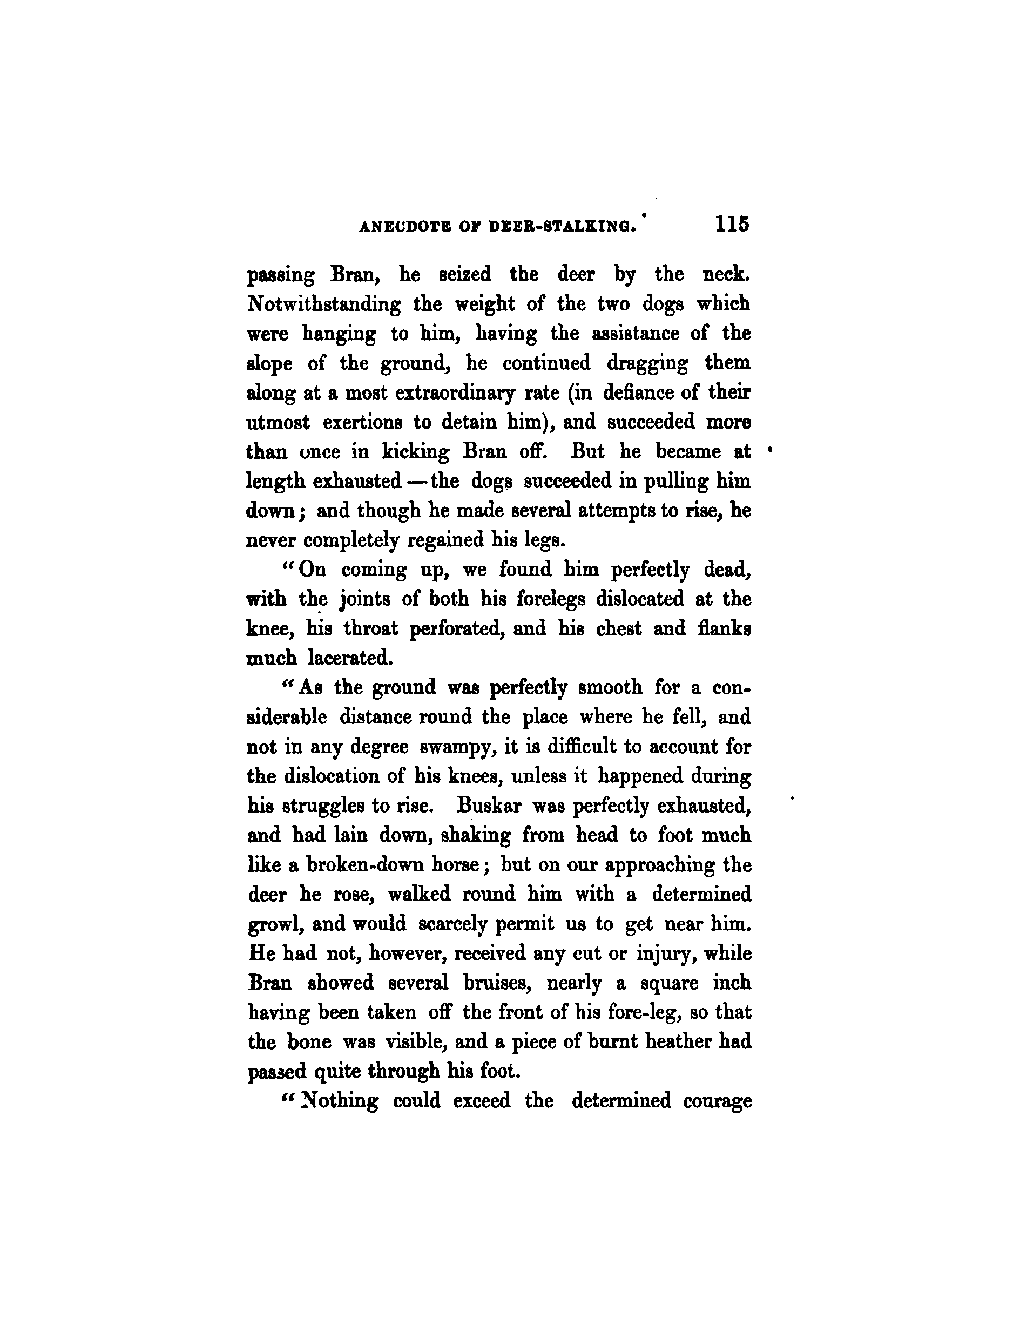 ANECDOTE OF DEER-STALKING. 115
passing Bran, he seized the deer by the neck.
Notwithstanding the weight of the two dogs which
were hanging to him, having the assistance of the
slope of the ground, he continued dragging them
along at a most extraordinary rate (in defiance of their
utmost exertions to detain him), and succeeded more
than once in kicking Bran off. But he became at
length exhausted—the dogs succeeded in pulling him
down; and though he made several attempts to rise, he
never completely regained his legs.
“On coming up, we found him perfectly dead,
with the joints of both his forelegs dislocated at the
knee, his throat perforated, and his chest and flanks
much lacerated.
“As the ground was perfectly smooth for a con-
siderable distance round the place where he fell, and
not in any degree swampy, it is difficult to account for
the dislocation of his knees, unless it happened during
his struggles to rise. Buskar was perfectly exhausted,
and had lain down, shaking from head to foot much
like a broken-down horse; but on our approaching the
deer he rose, walked round him with a determined
growl, and would scarcely permit us to get near him.
He had not, however, received any cut or injury, while
Bran showed several bruises, nearly a square inch
having been taken off the front of his fore-leg, so that
the bone was visible, and a piece of burnt heather had
passed quite through his foot.
“Nothing could exceed the determined courage